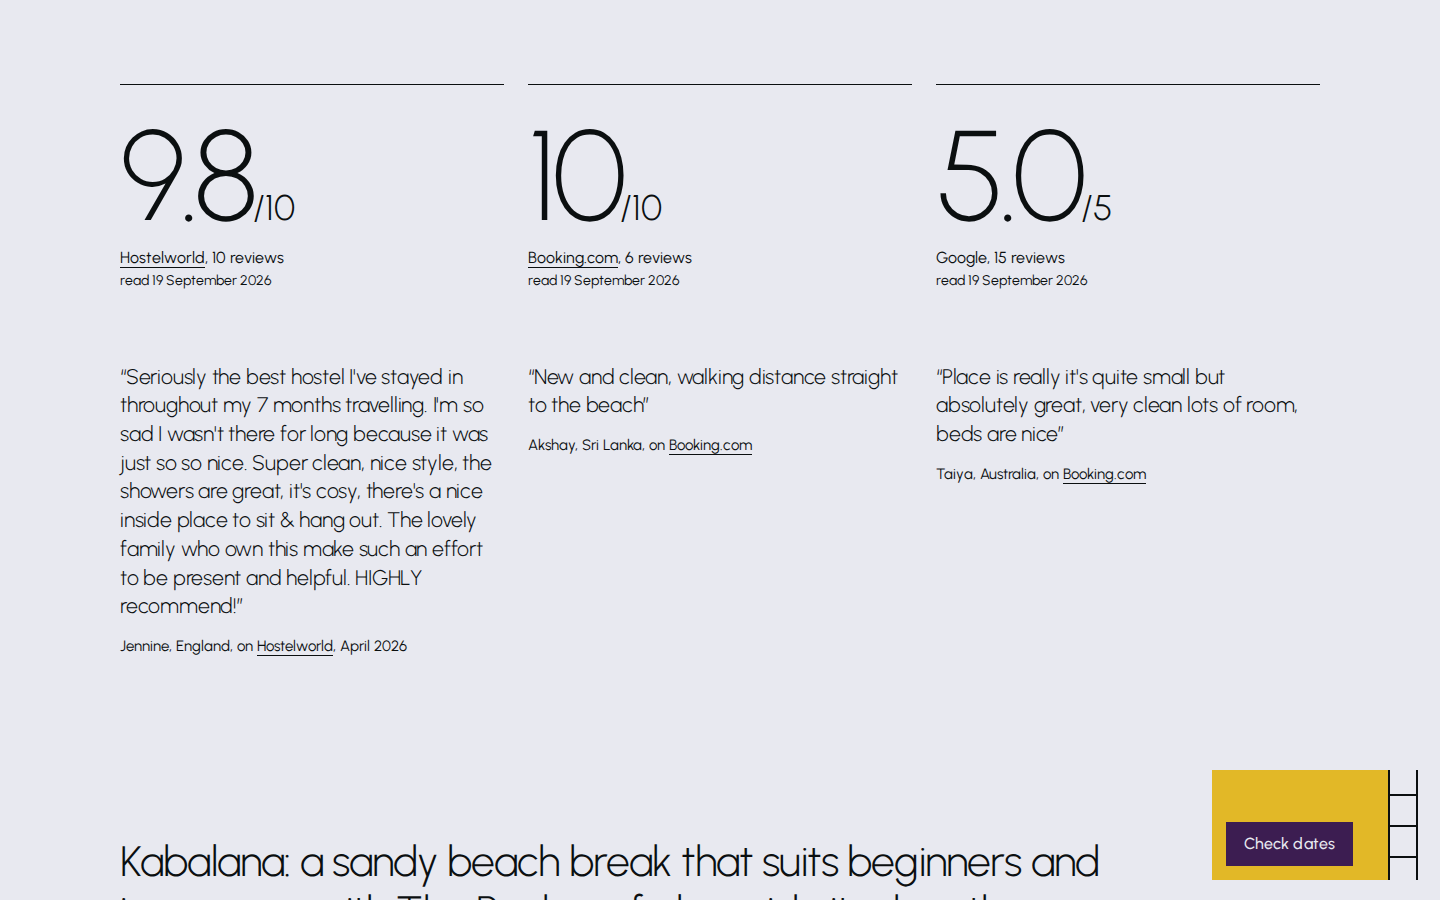 9.8/10
Hostelworld, 10 reviews
read 19 September 2026
10/10
Booking.com, 6 reviews
read 19 September 2026
5.0/5
Google, 15 reviews
read 19 September 2026
“Seriously the best hostel I've stayed in
throughout my 7 months travelling. I'm so
sad I wasn't there for long because it was
just so so nice. Super clean, nice style, the
showers are great, it's cosy, there's a nice
inside place to sit & hang out. The lovely
family who own this make such an effort
to be present and helpful. HIGHLY
recommend!”
Jennine, England, on Hostelworld, April 2026
“New and clean, walking distance straight
to the beach”
Akshay, Sri Lanka, on Booking.com
“Place is really it's quite small but
absolutely great, very clean lots of room,
beds are nice”
Taiya, Australia, on Booking.com
Check dates
Kabalana: a sandy beach break that suits beginners and